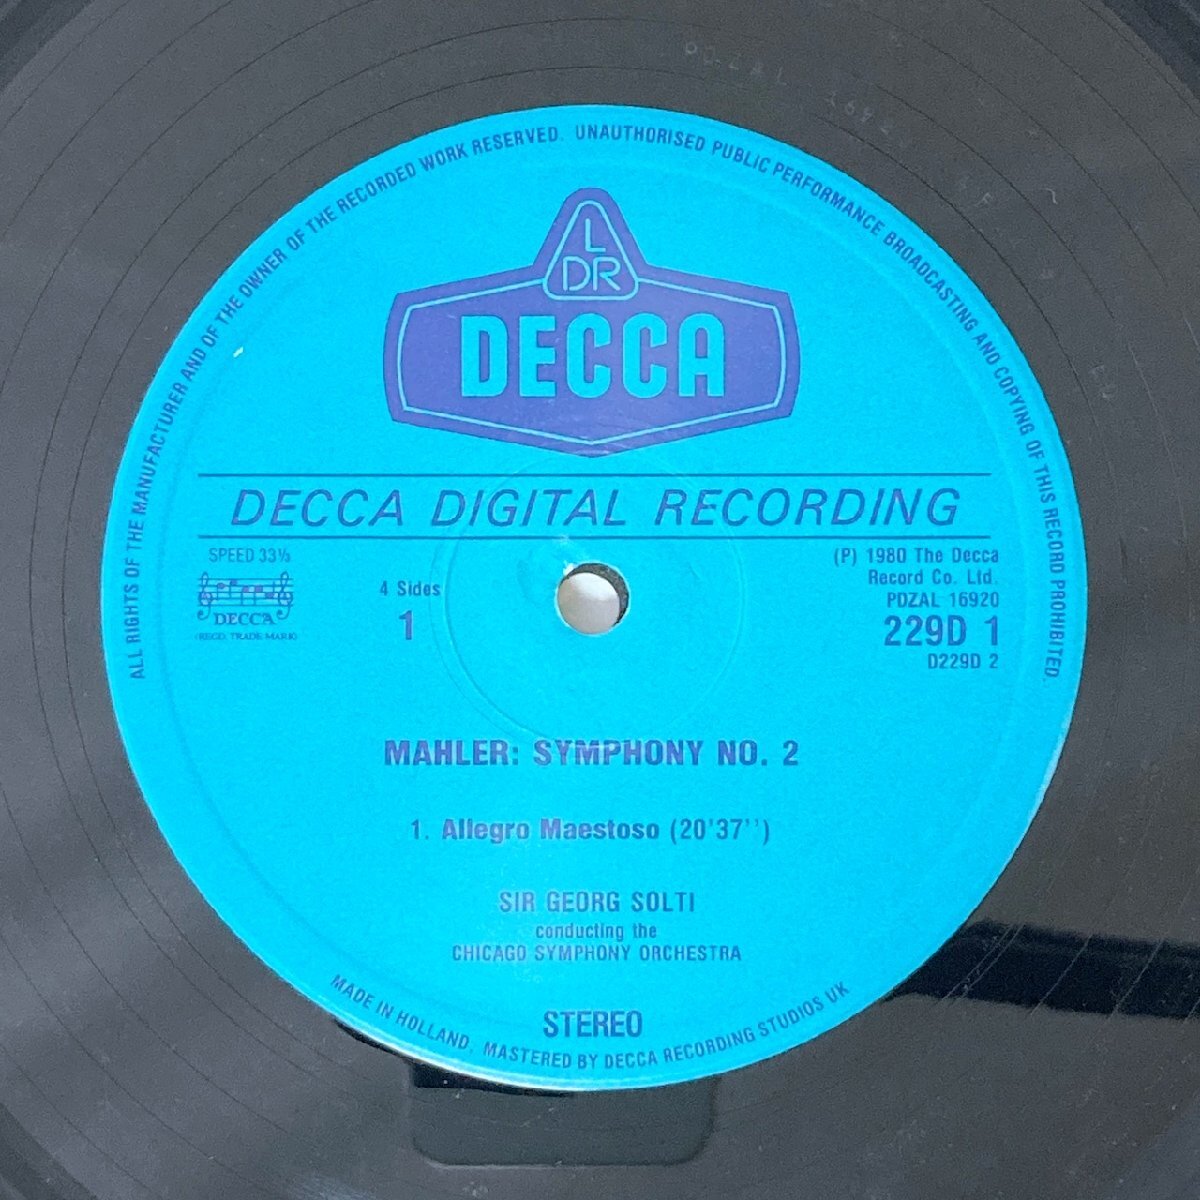 ALL RIGHTS OF THE MANUFACTURER AND OF THE OWNER OF THE RECORDED WORK RESERVED. UNAUTHORISED PUBLIC PERFORMANCE BROADCASTING AND COPYING OF THIS RECORD PROHIBITED.
L
DR
DECCA
DECCA DIGITAL RECORDING
SPEED 33⅓
DECCA
(REGD. TRADE MARK)
4 Sides
1
(P) 1980 The Decca
Record Co. Ltd.
PDZAL 16920
229D 1
D229D 2
MAHLER: SYMPHONY NO. 2
1. Allegro Maestoso (20'37'')
SIR GEORG SOLTI
conducting the
CHICAGO SYMPHONY ORCHESTRA
STEREO
MADE IN HOLLAND. MASTERED BY DECCA RECORDING STUDIOS UK